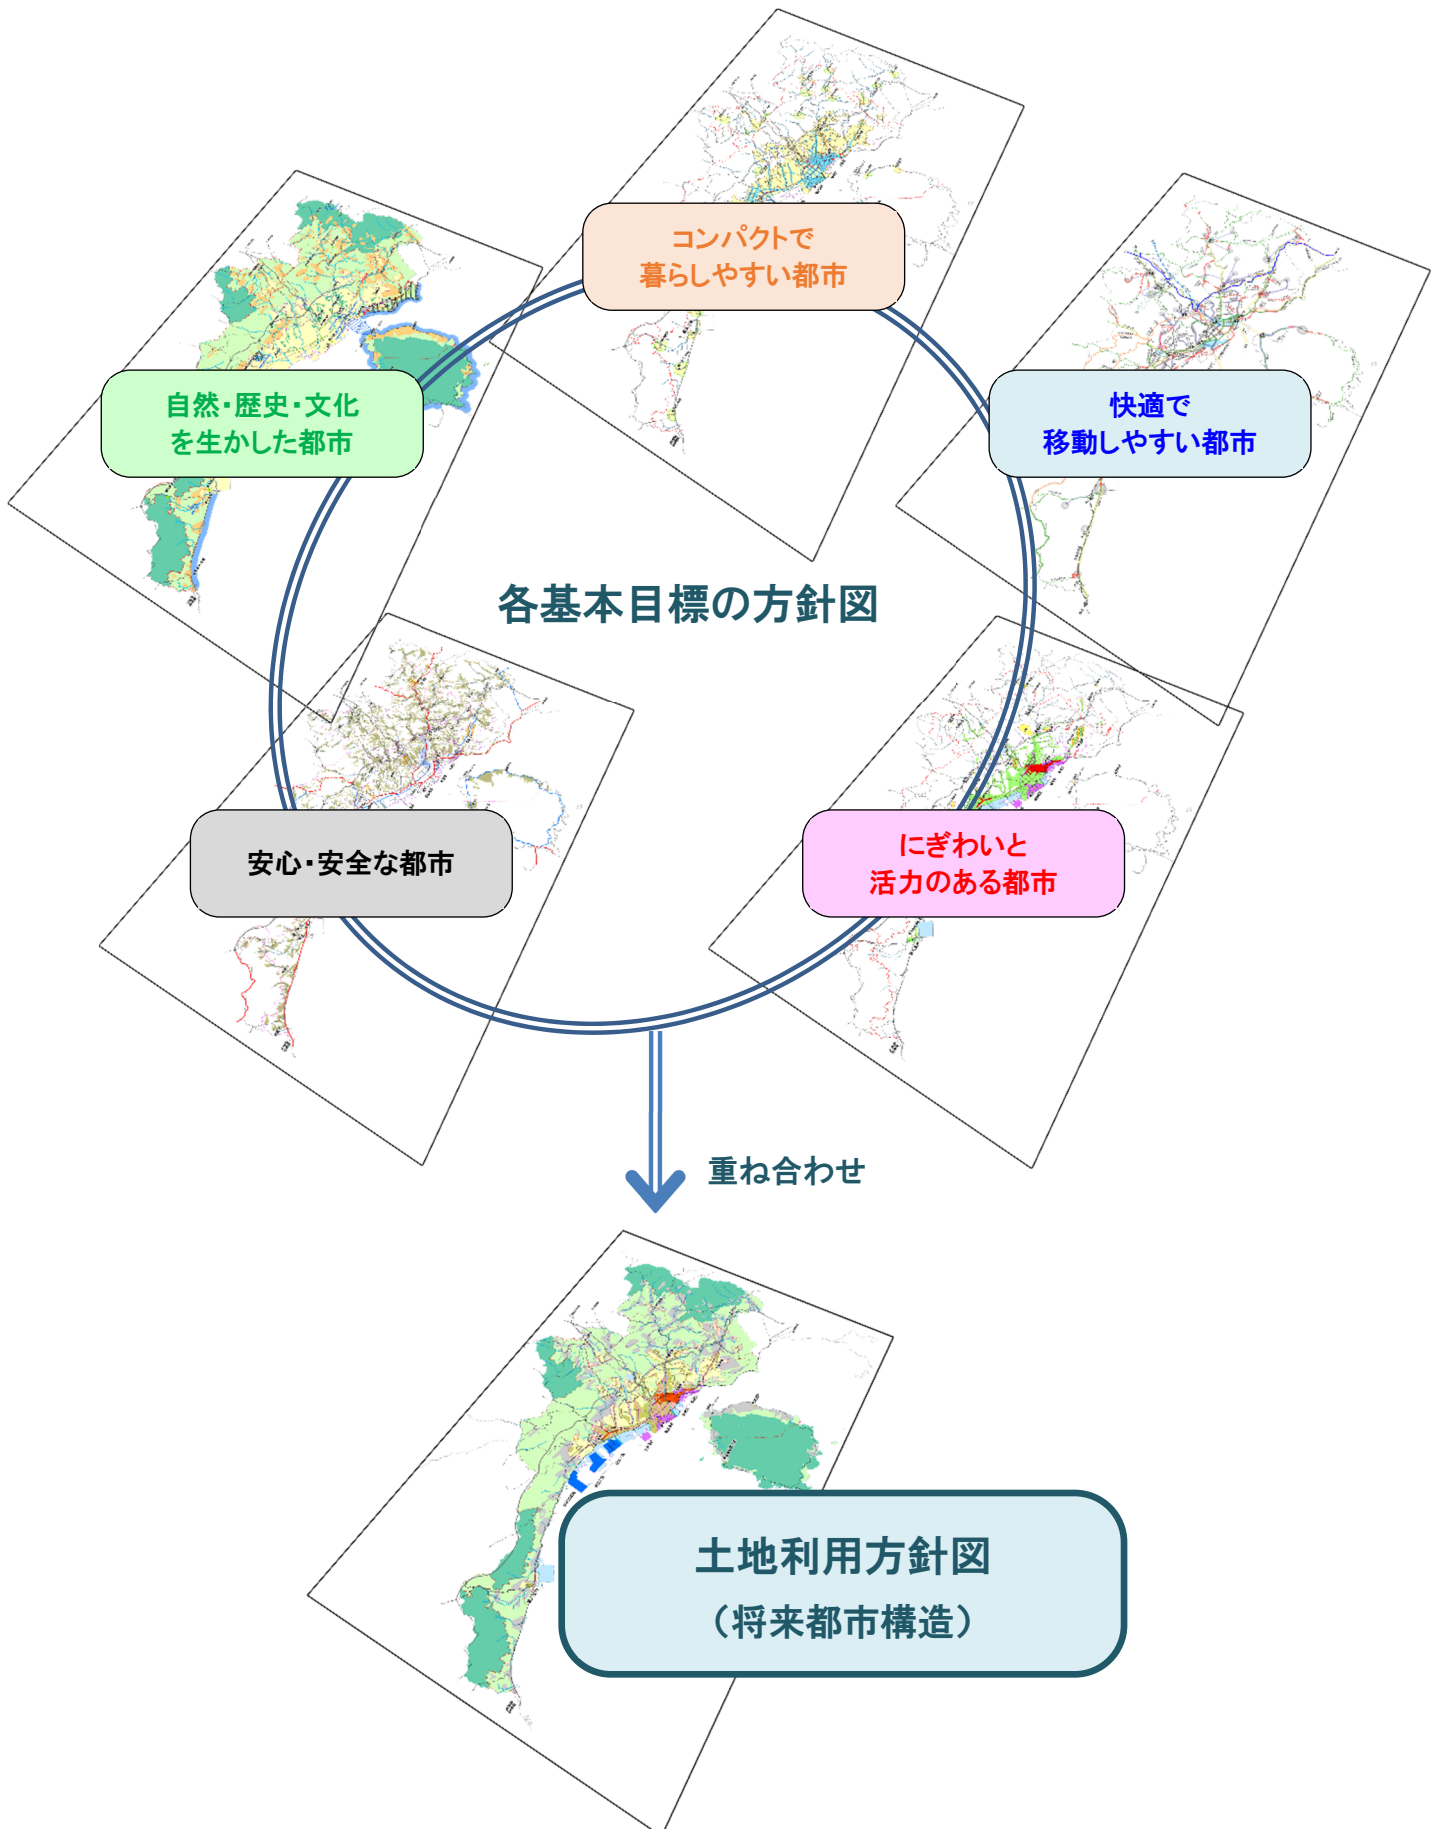 コンパクトで
暮らしやすい都市
自然・歴史・文化
を生かした都市
快適で
移動しやすい都市
各基本目標の方針図
安心・安全な都市
にぎわいと
活力のある都市
重ね合わせ
土地利用方針図
（将来都市構造）